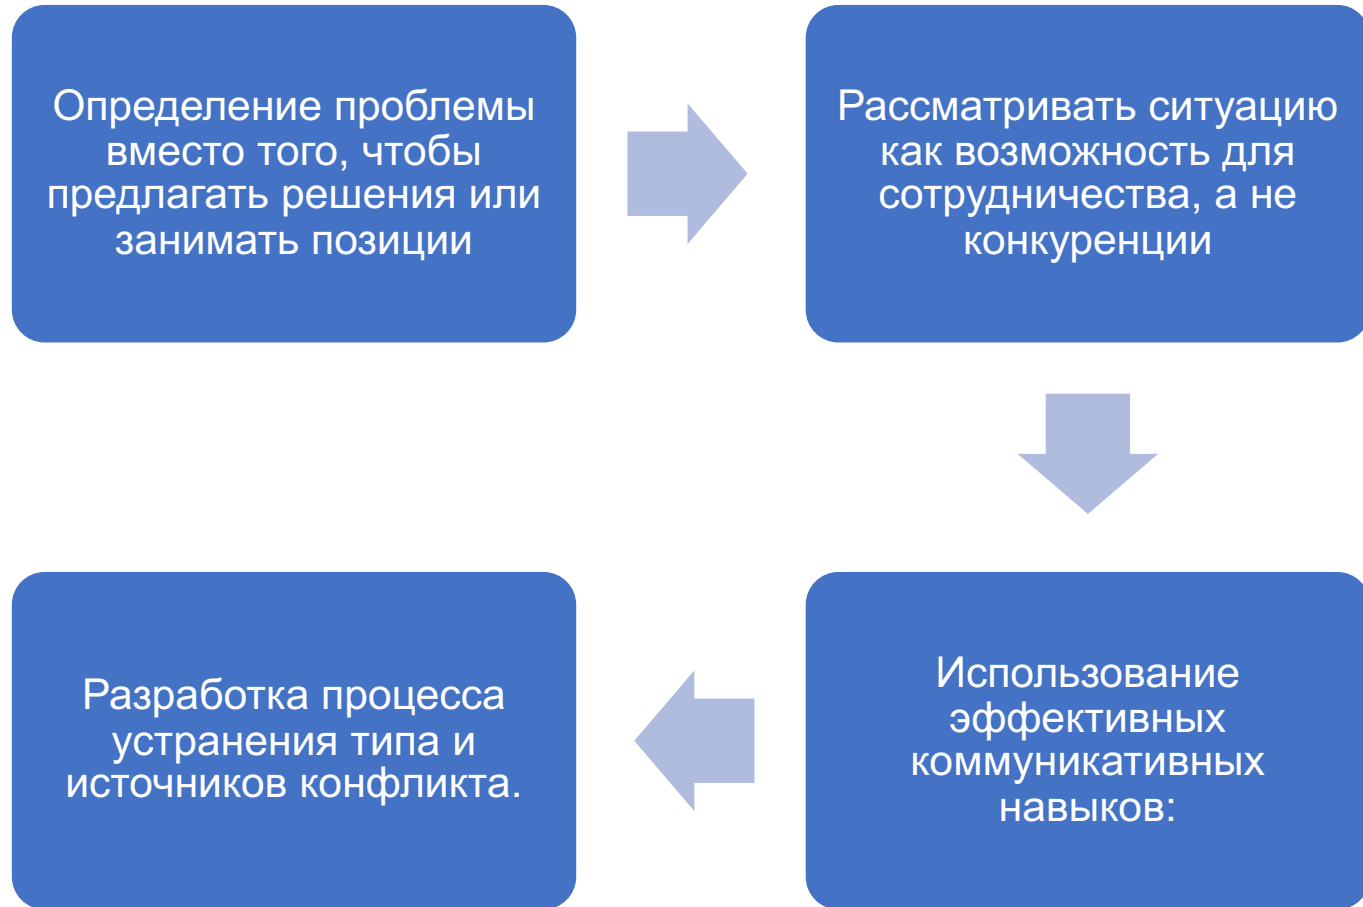 Определение проблемы
вместо того, чтобы
предлагать решения или
занимать позиции
Рассматривать ситуацию
как возможность для
сотрудничества, а не
конкуренции
Использование
эффективных
коммуникативных
навыков:
Разработка процесса
устранения типа и
источников конфликта.